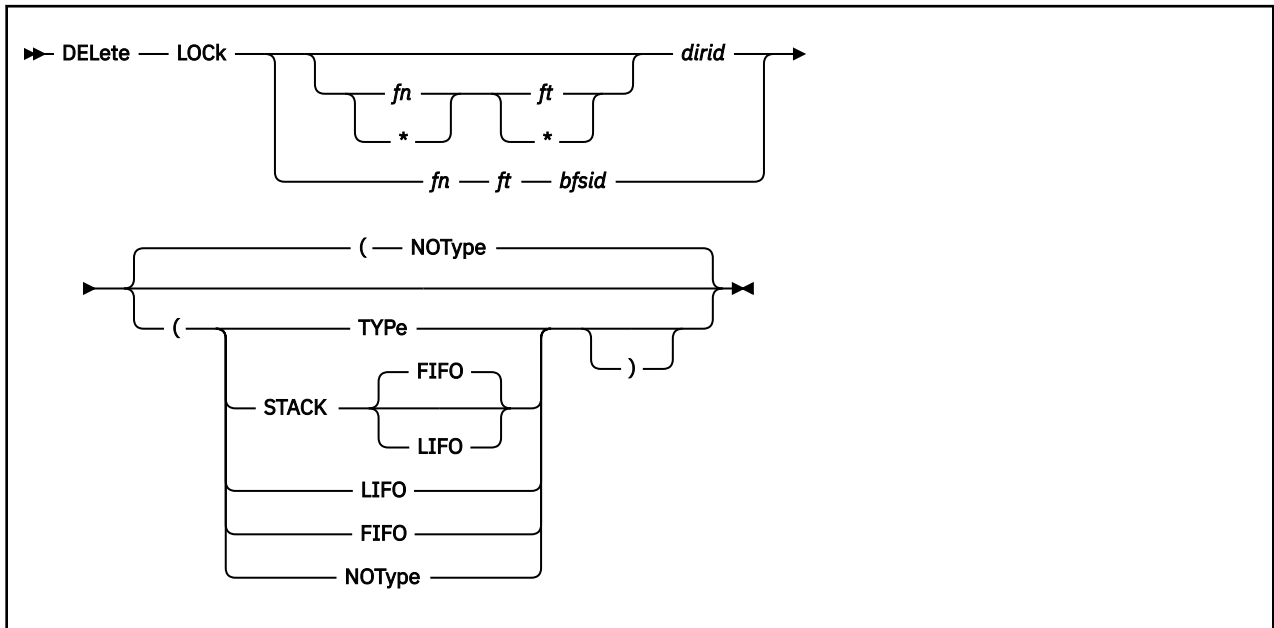 DELete LOCk dirid
fn ft
* *
fn ft bfsid
( NOType
( TYPe
)
FIFO
STACK
LIFO
LIFO
FIFO
NOType